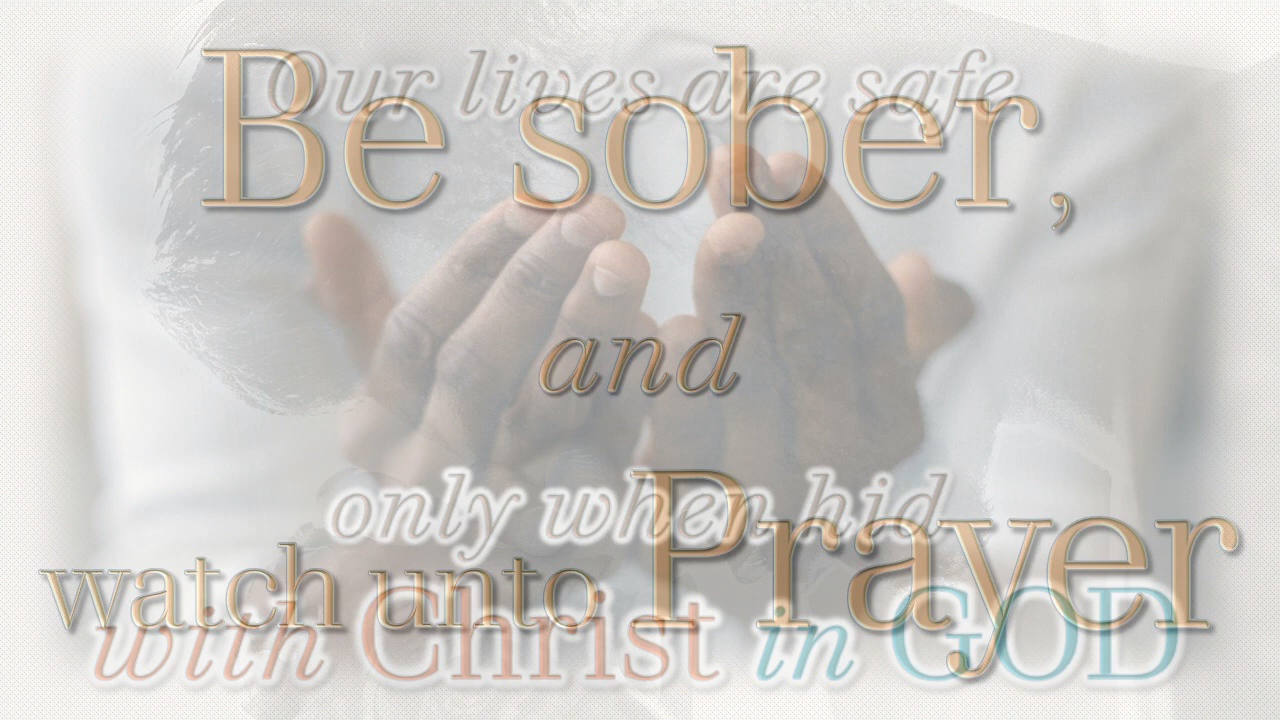 Our lives are safe
Be sober,
and
only when hid
watch unto Prayer
with Christ in GOD